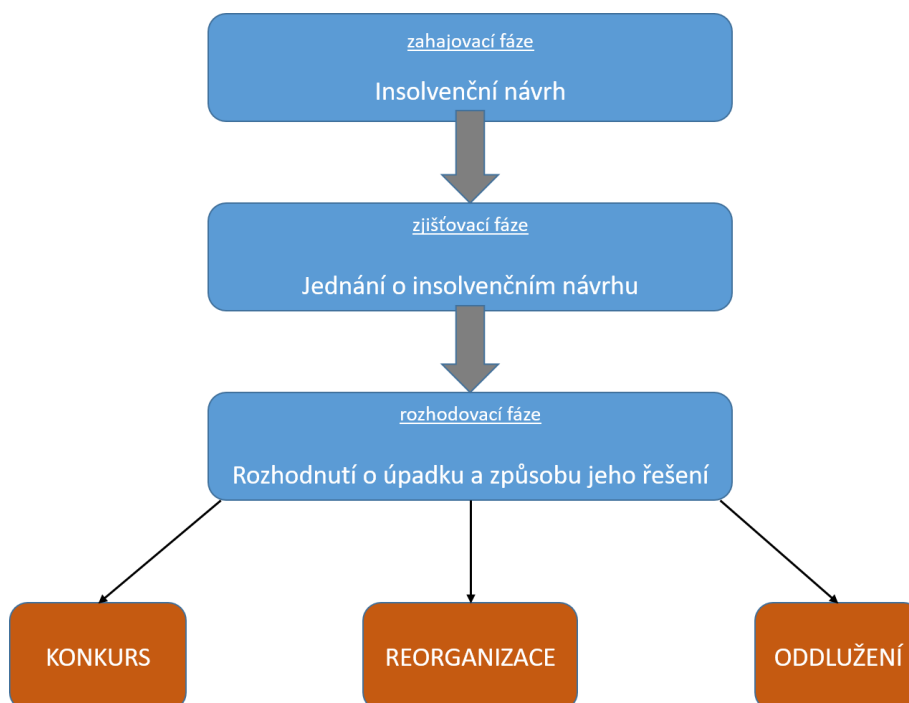 zahajovací fáze
Insolvenční návrh
zjišťovací fáze
Jednání o insolvenčním návrhu
rozhodovací fáze
Rozhodnutí o úpadku a způsobu jeho řešení
KONKURS
REORGANIZACE
ODDLUŽENÍ